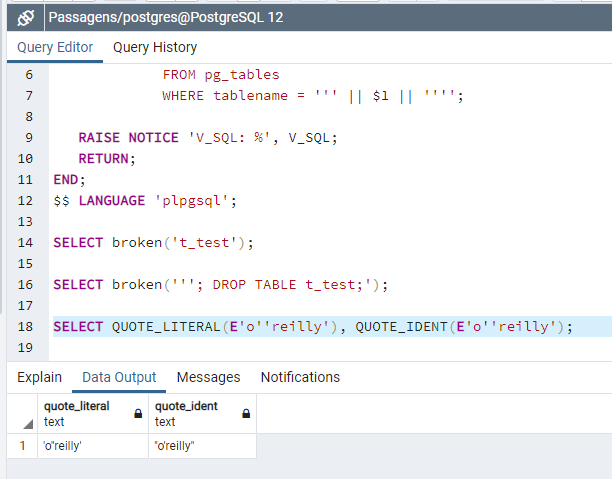 Passagens/postgres@PostgreSQL 12
Query Editor Query History
6 FROM pg_tables
7 WHERE tablename = ''' || $1 || '''';
8
9 RAISE NOTICE 'V_SQL: %', V_SQL;
10 RETURN;
11 END;
12 $$ LANGUAGE 'plpgsql';
13
14 SELECT broken('t_test');
15
16 SELECT broken('''; DROP TABLE t_test;');
17
18 SELECT QUOTE_LITERAL(E'o''reilly'), QUOTE_IDENT(E'o''reilly');
19
Explain Data Output Messages Notifications
quote_literal quote_ident
text text
1 'o''reilly' "o'reilly"